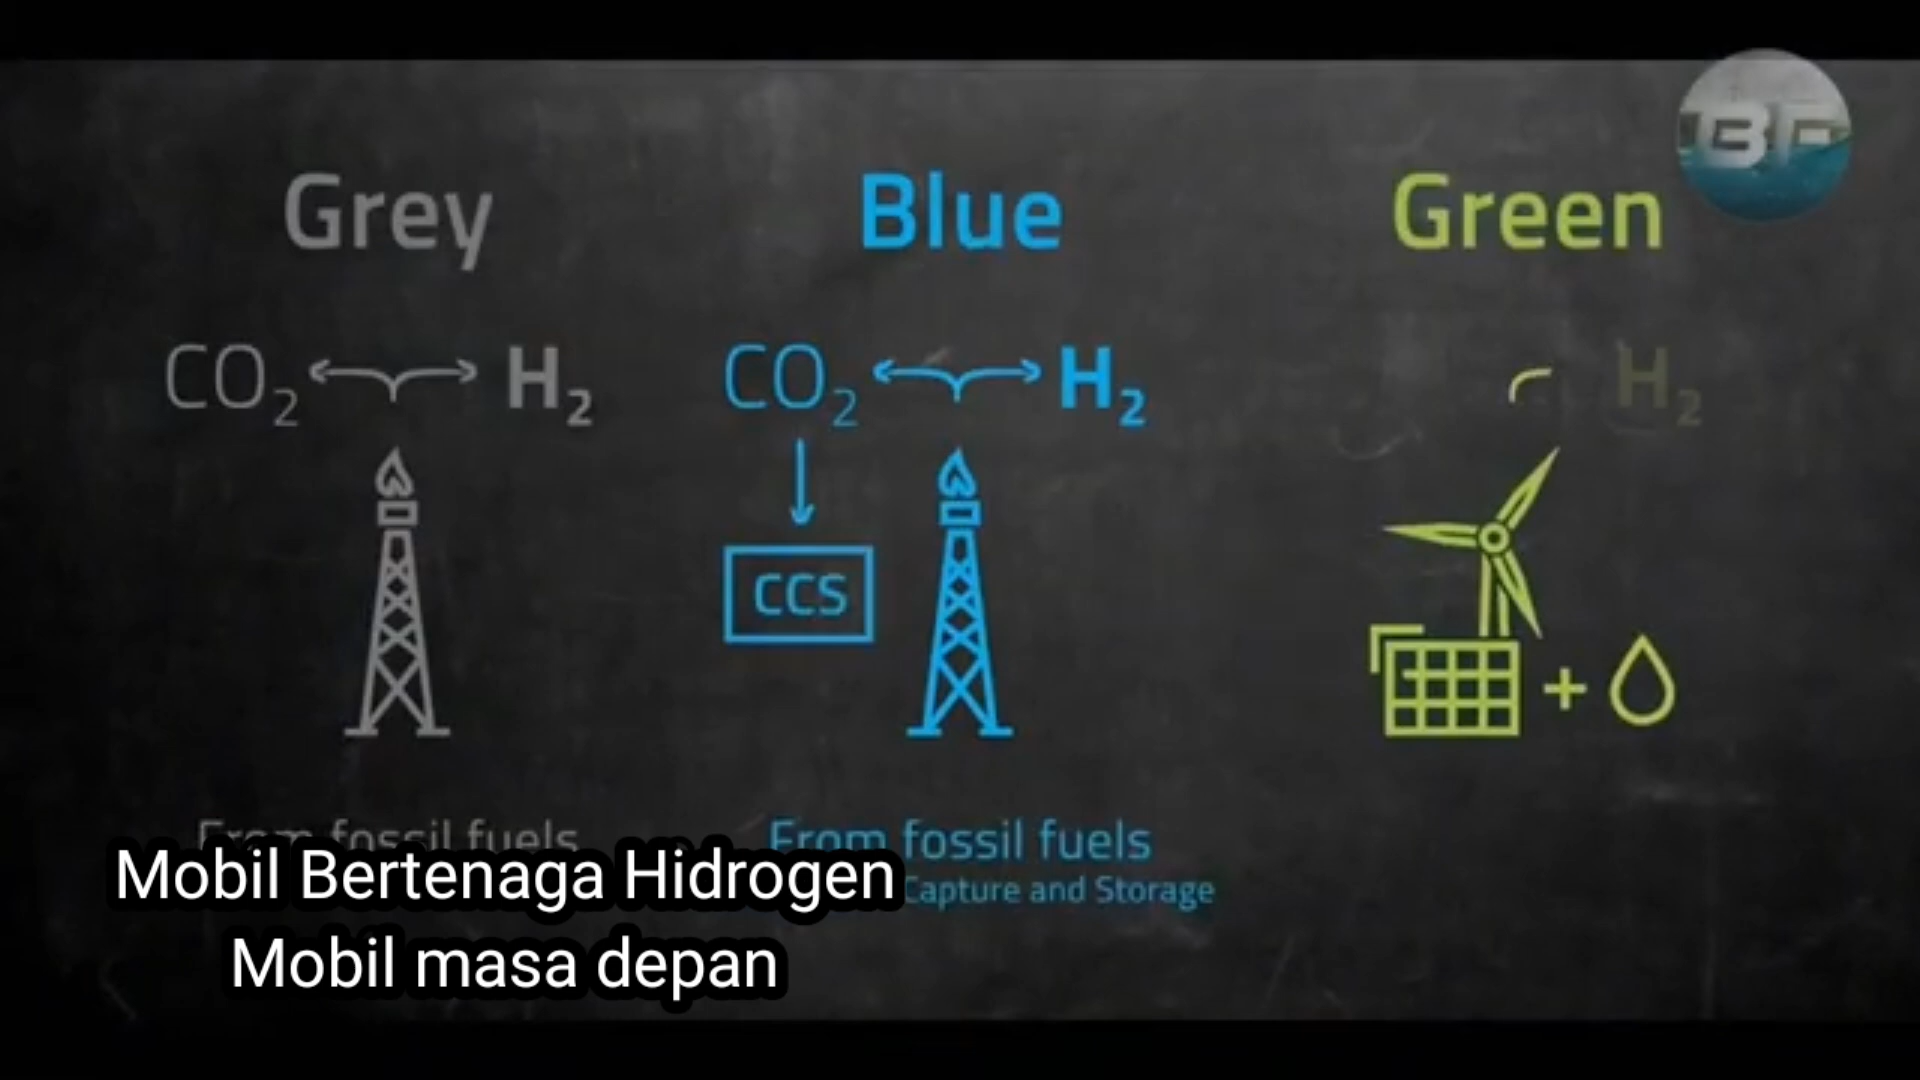 Grey
Blue
Green
BF
CO₂
H₂
CO₂
H₂
H₂
CCS
From fossil fuels
From fossil fuels
Capture and Storage
Mobil Bertenaga Hidrogen
Mobil masa depan